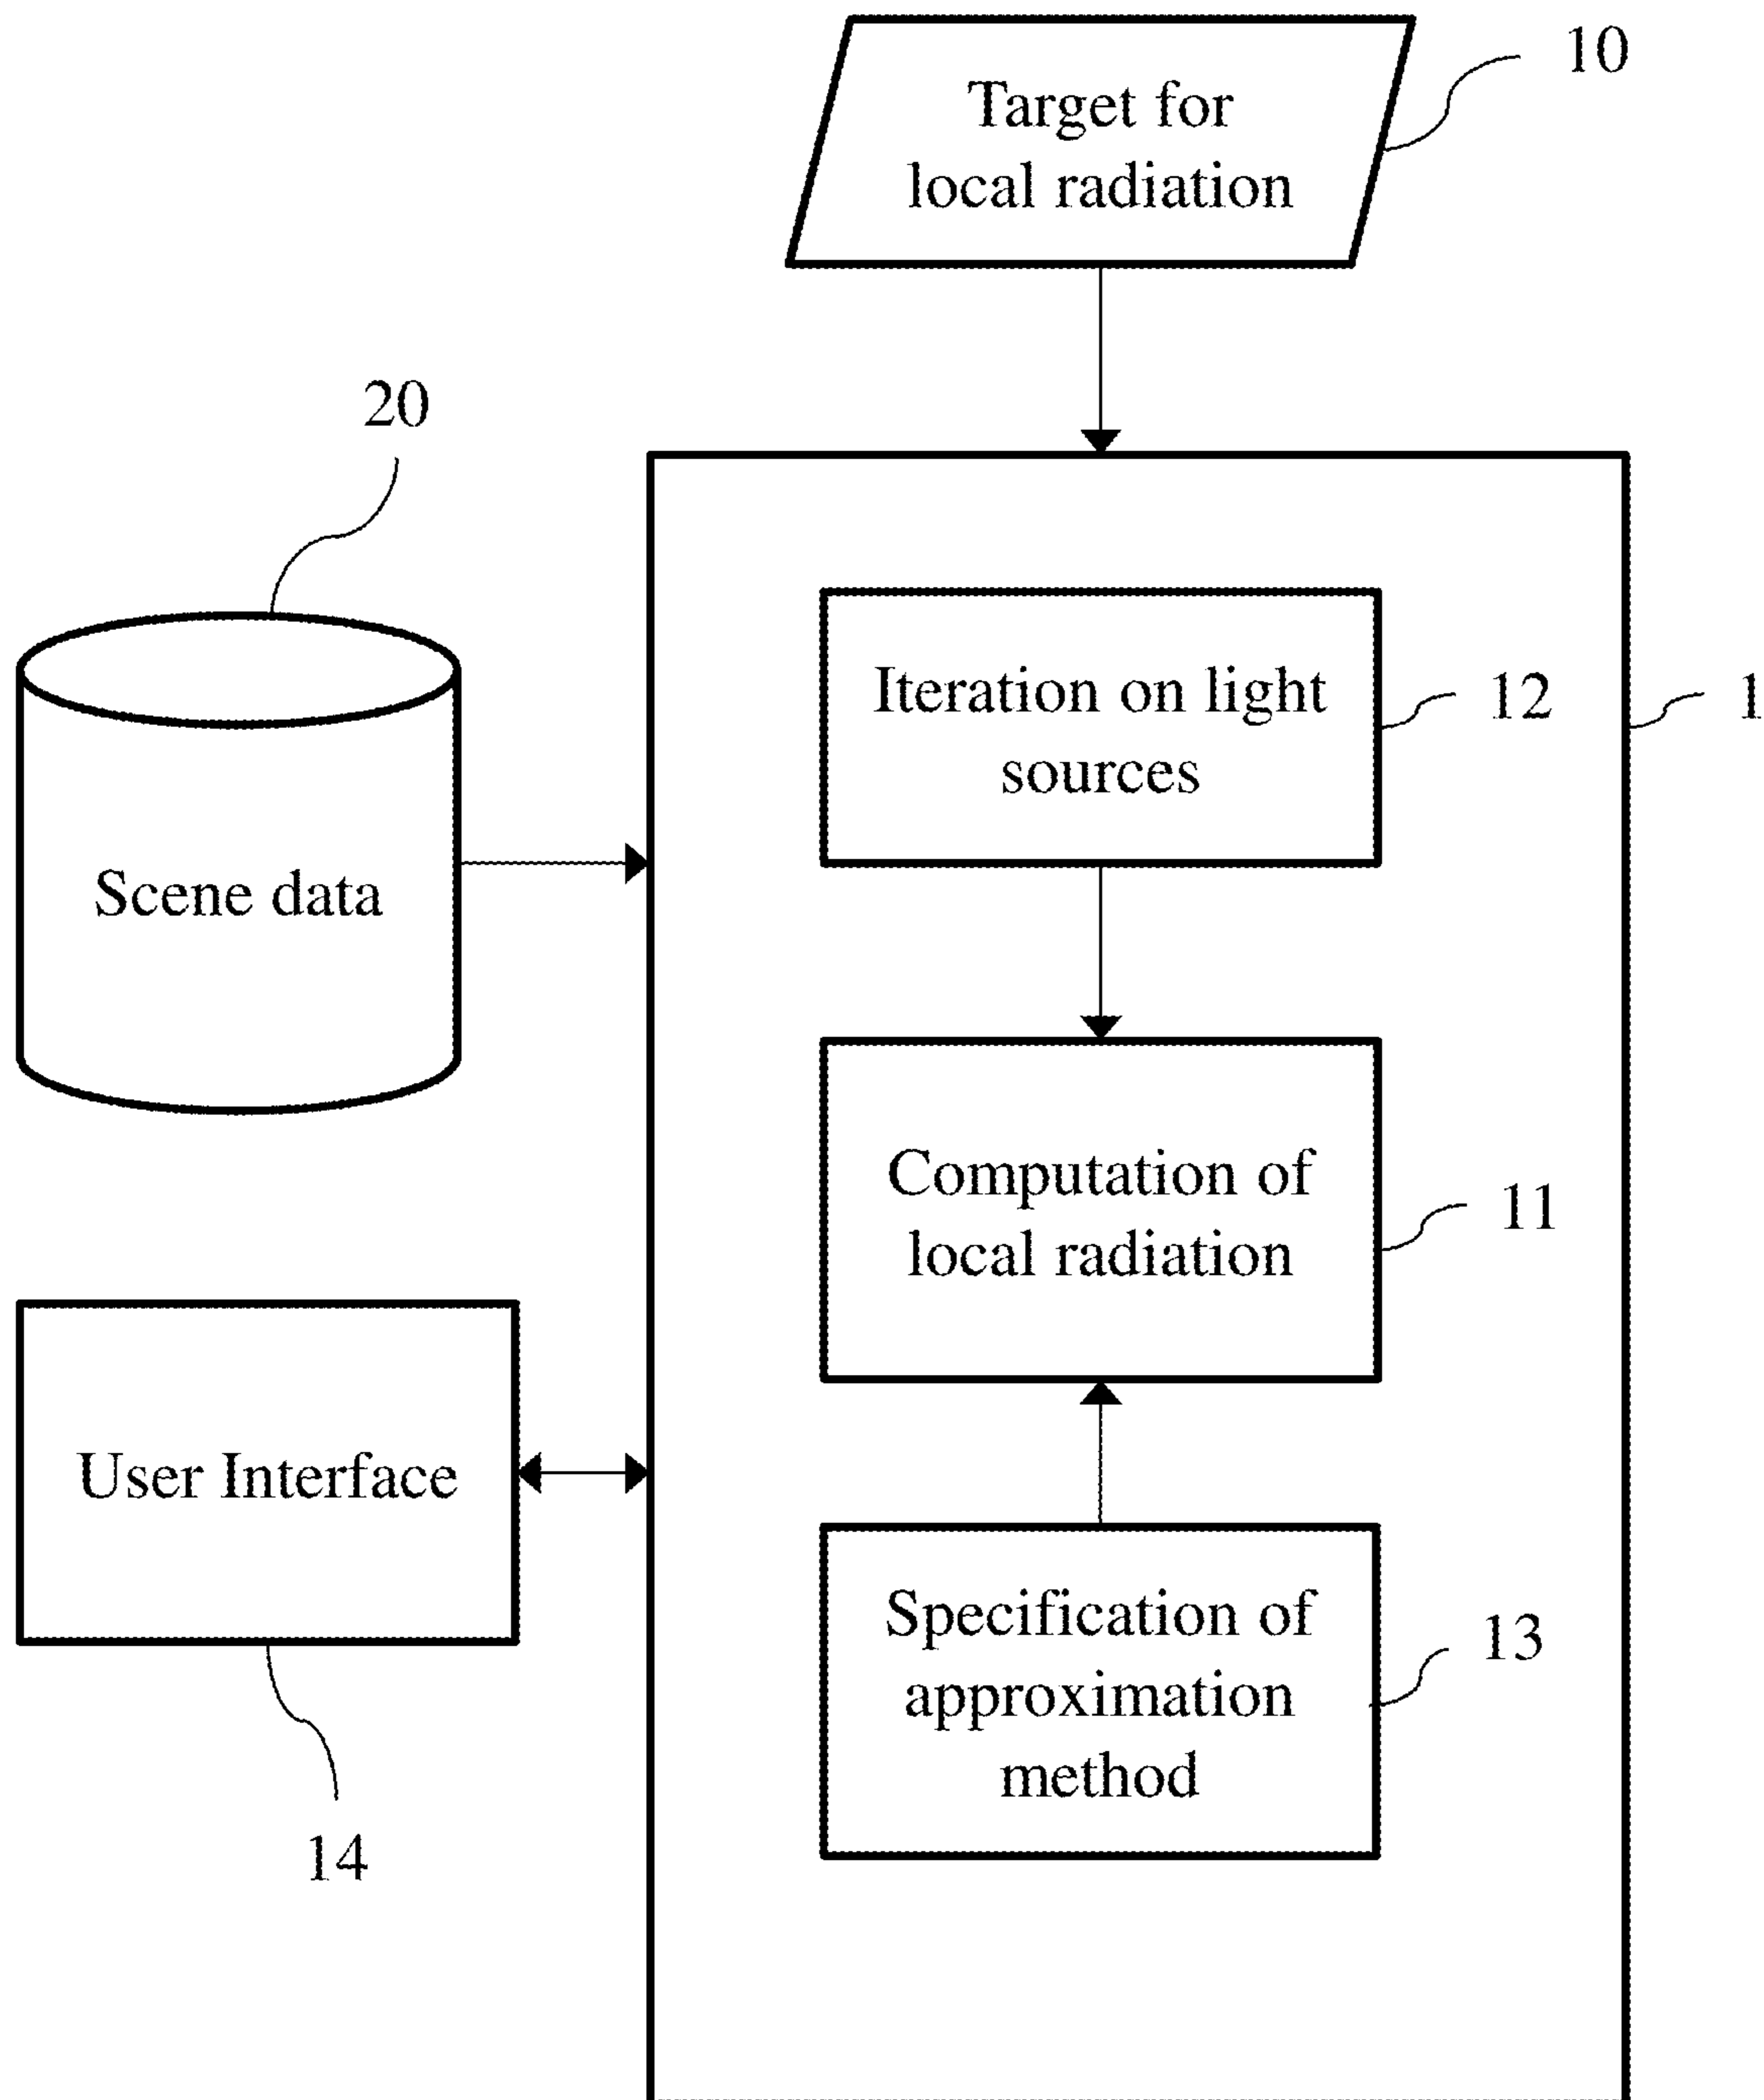 10
Target for
local radiation
20
Iteration on light
sources
12
1
Scene data
Computation of
local radiation
11
User Interface
Specification of
approximation
method
13
14